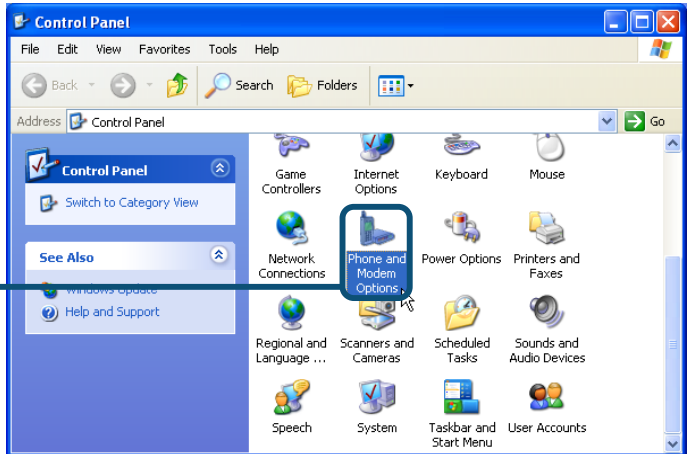 Control Panel
File Edit View Favorites Tools Help
Back Search Folders
Address Control Panel Go
Control Panel
Switch to Category View
See Also
Windows Update
Help and Support
Game Controllers
Internet Options
Keyboard
Mouse
Network Connections
Phone and Modem Options
Power Options
Printers and Faxes
Regional and Language ...
Scanners and Cameras
Scheduled Tasks
Sounds and Audio Devices
Speech
System
Taskbar and Start Menu
User Accounts